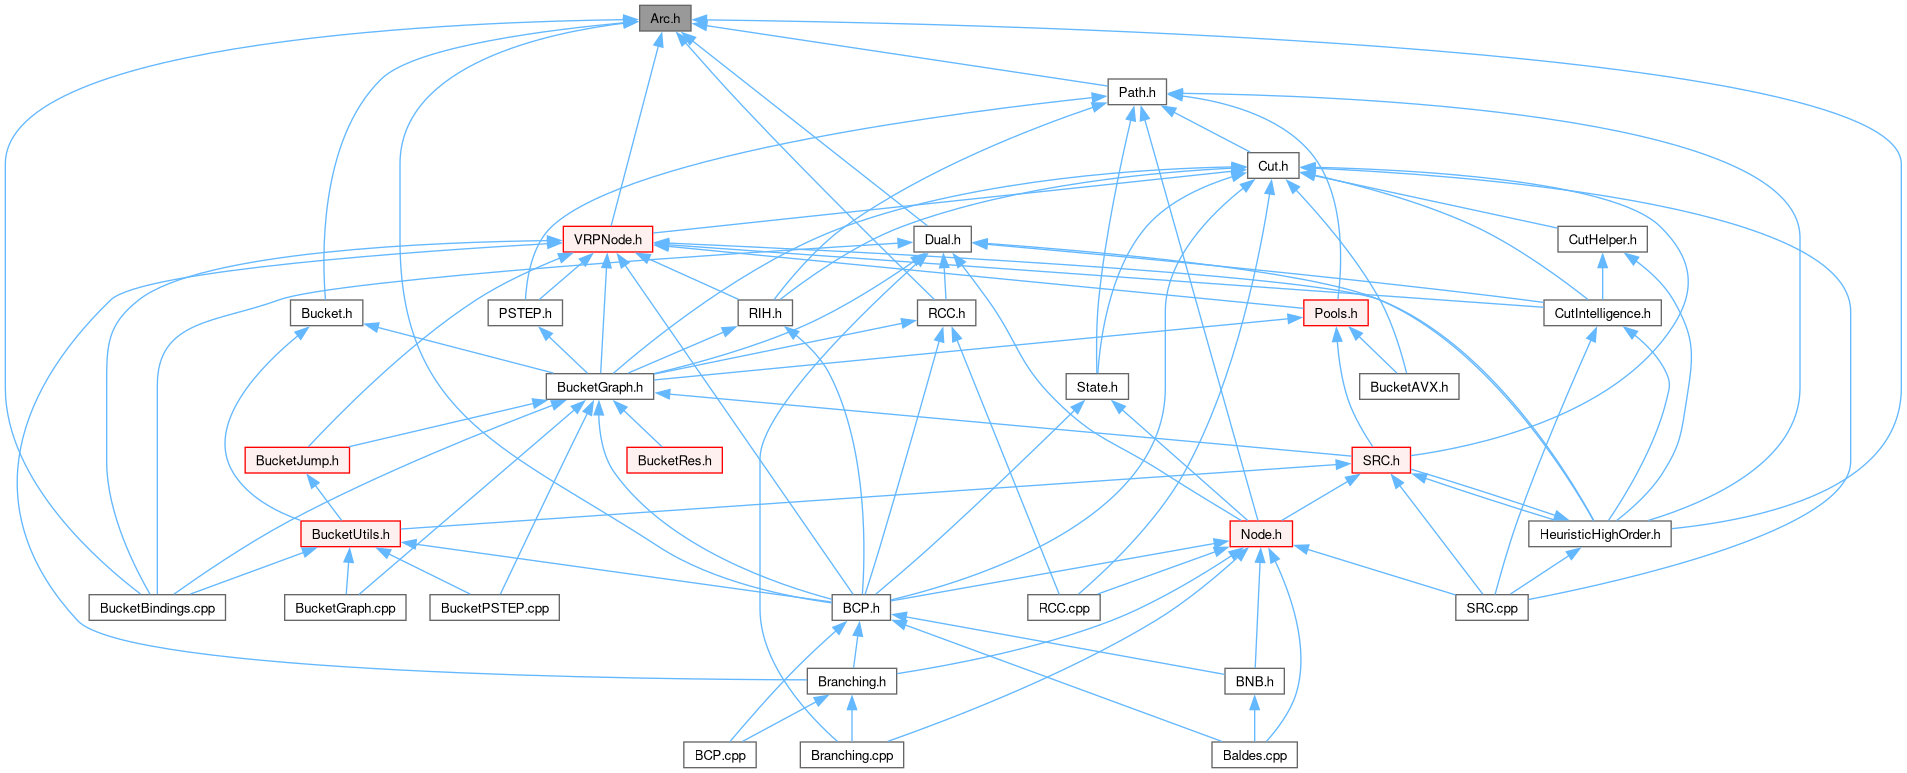 Arc.h
Path.h
Cut.h
VRPNode.h
Dual.h
CutHelper.h
Bucket.h
PSTEP.h
RIH.h
RCC.h
Pools.h
CutIntelligence.h
BucketGraph.h
State.h
BucketAVX.h
BucketJump.h
BucketRes.h
SRC.h
BucketUtils.h
Node.h
HeuristicHighOrder.h
BucketBindings.cpp
BucketGraph.cpp
BucketPSTEP.cpp
BCP.h
RCC.cpp
SRC.cpp
Branching.h
BNB.h
BCP.cpp
Branching.cpp
Baldes.cpp